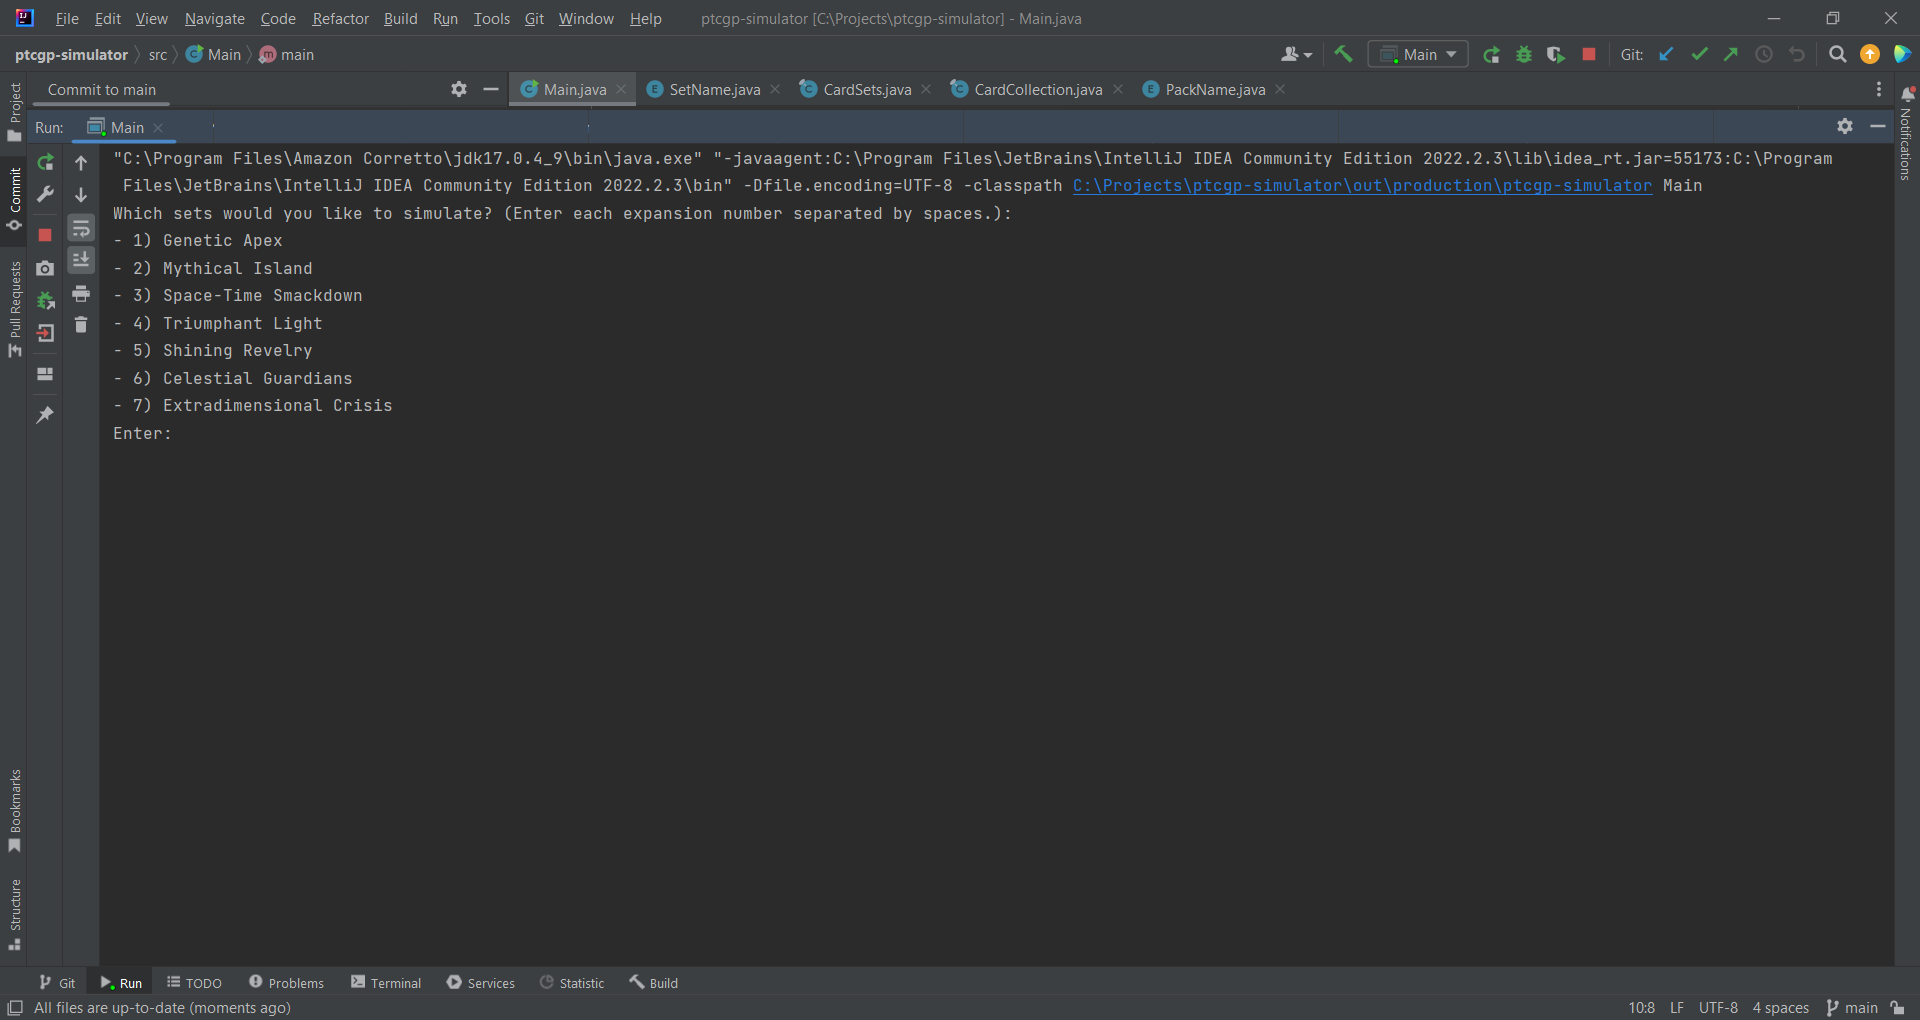 File Edit View Navigate Code Refactor Build Run Tools Git Window Help ptcgp-simulator [C:\Projects\ptcgp-simulator] - Main.java
ptcgp-simulator src Main main Main Git:
Commit to main Main.java SetName.java CardSets.java CardCollection.java PackName.java
Run: Main
"C:\Program Files\Amazon Corretto\jdk17.0.4_9\bin\java.exe" "-javaagent:C:\Program Files\JetBrains\IntelliJ IDEA Community Edition 2022.2.3\lib\idea_rt.jar=55173:C:\Program
Files\JetBrains\IntelliJ IDEA Community Edition 2022.2.3\bin" -Dfile.encoding=UTF-8 -classpath C:\Projects\ptcgp-simulator\out\production\ptcgp-simulator Main
Which sets would you like to simulate? (Enter each expansion number separated by spaces.):
- 1) Genetic Apex
- 2) Mythical Island
- 3) Space-Time Smackdown
- 4) Triumphant Light
- 5) Shining Revelry
- 6) Celestial Guardians
- 7) Extradimensional Crisis
Enter:
Project
Commit
Pull Requests
Bookmarks
Structure
Notifications
Git Run TODO Problems Terminal Services Statistic Build
All files are up-to-date (moments ago) 10:8 LF UTF-8 4 spaces main